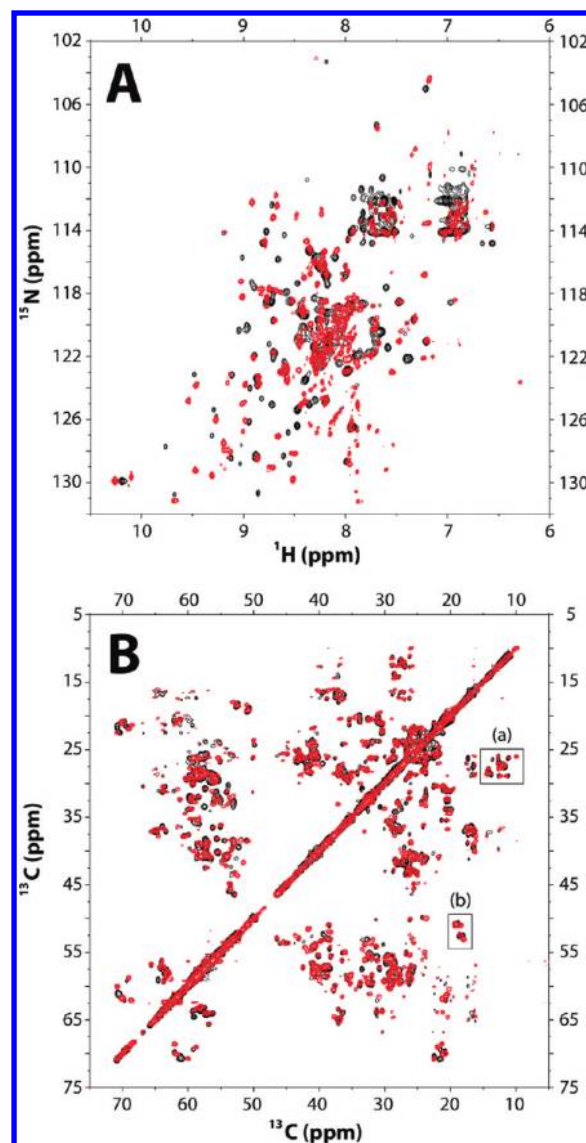 10 9 8 7 6
A
102 102
106 106
110 110
114 114
118 118
122 122
126 126
130 130
¹⁵N (ppm)
10 9 8 7 6
¹H (ppm)
70 60 50 40 30 20 10
B
5 5
15 15
(a)
25 25
35 35
45 45
(b)
55 55
65 65
75 75
¹³C (ppm)
70 60 50 40 30 20 10
¹³C (ppm)